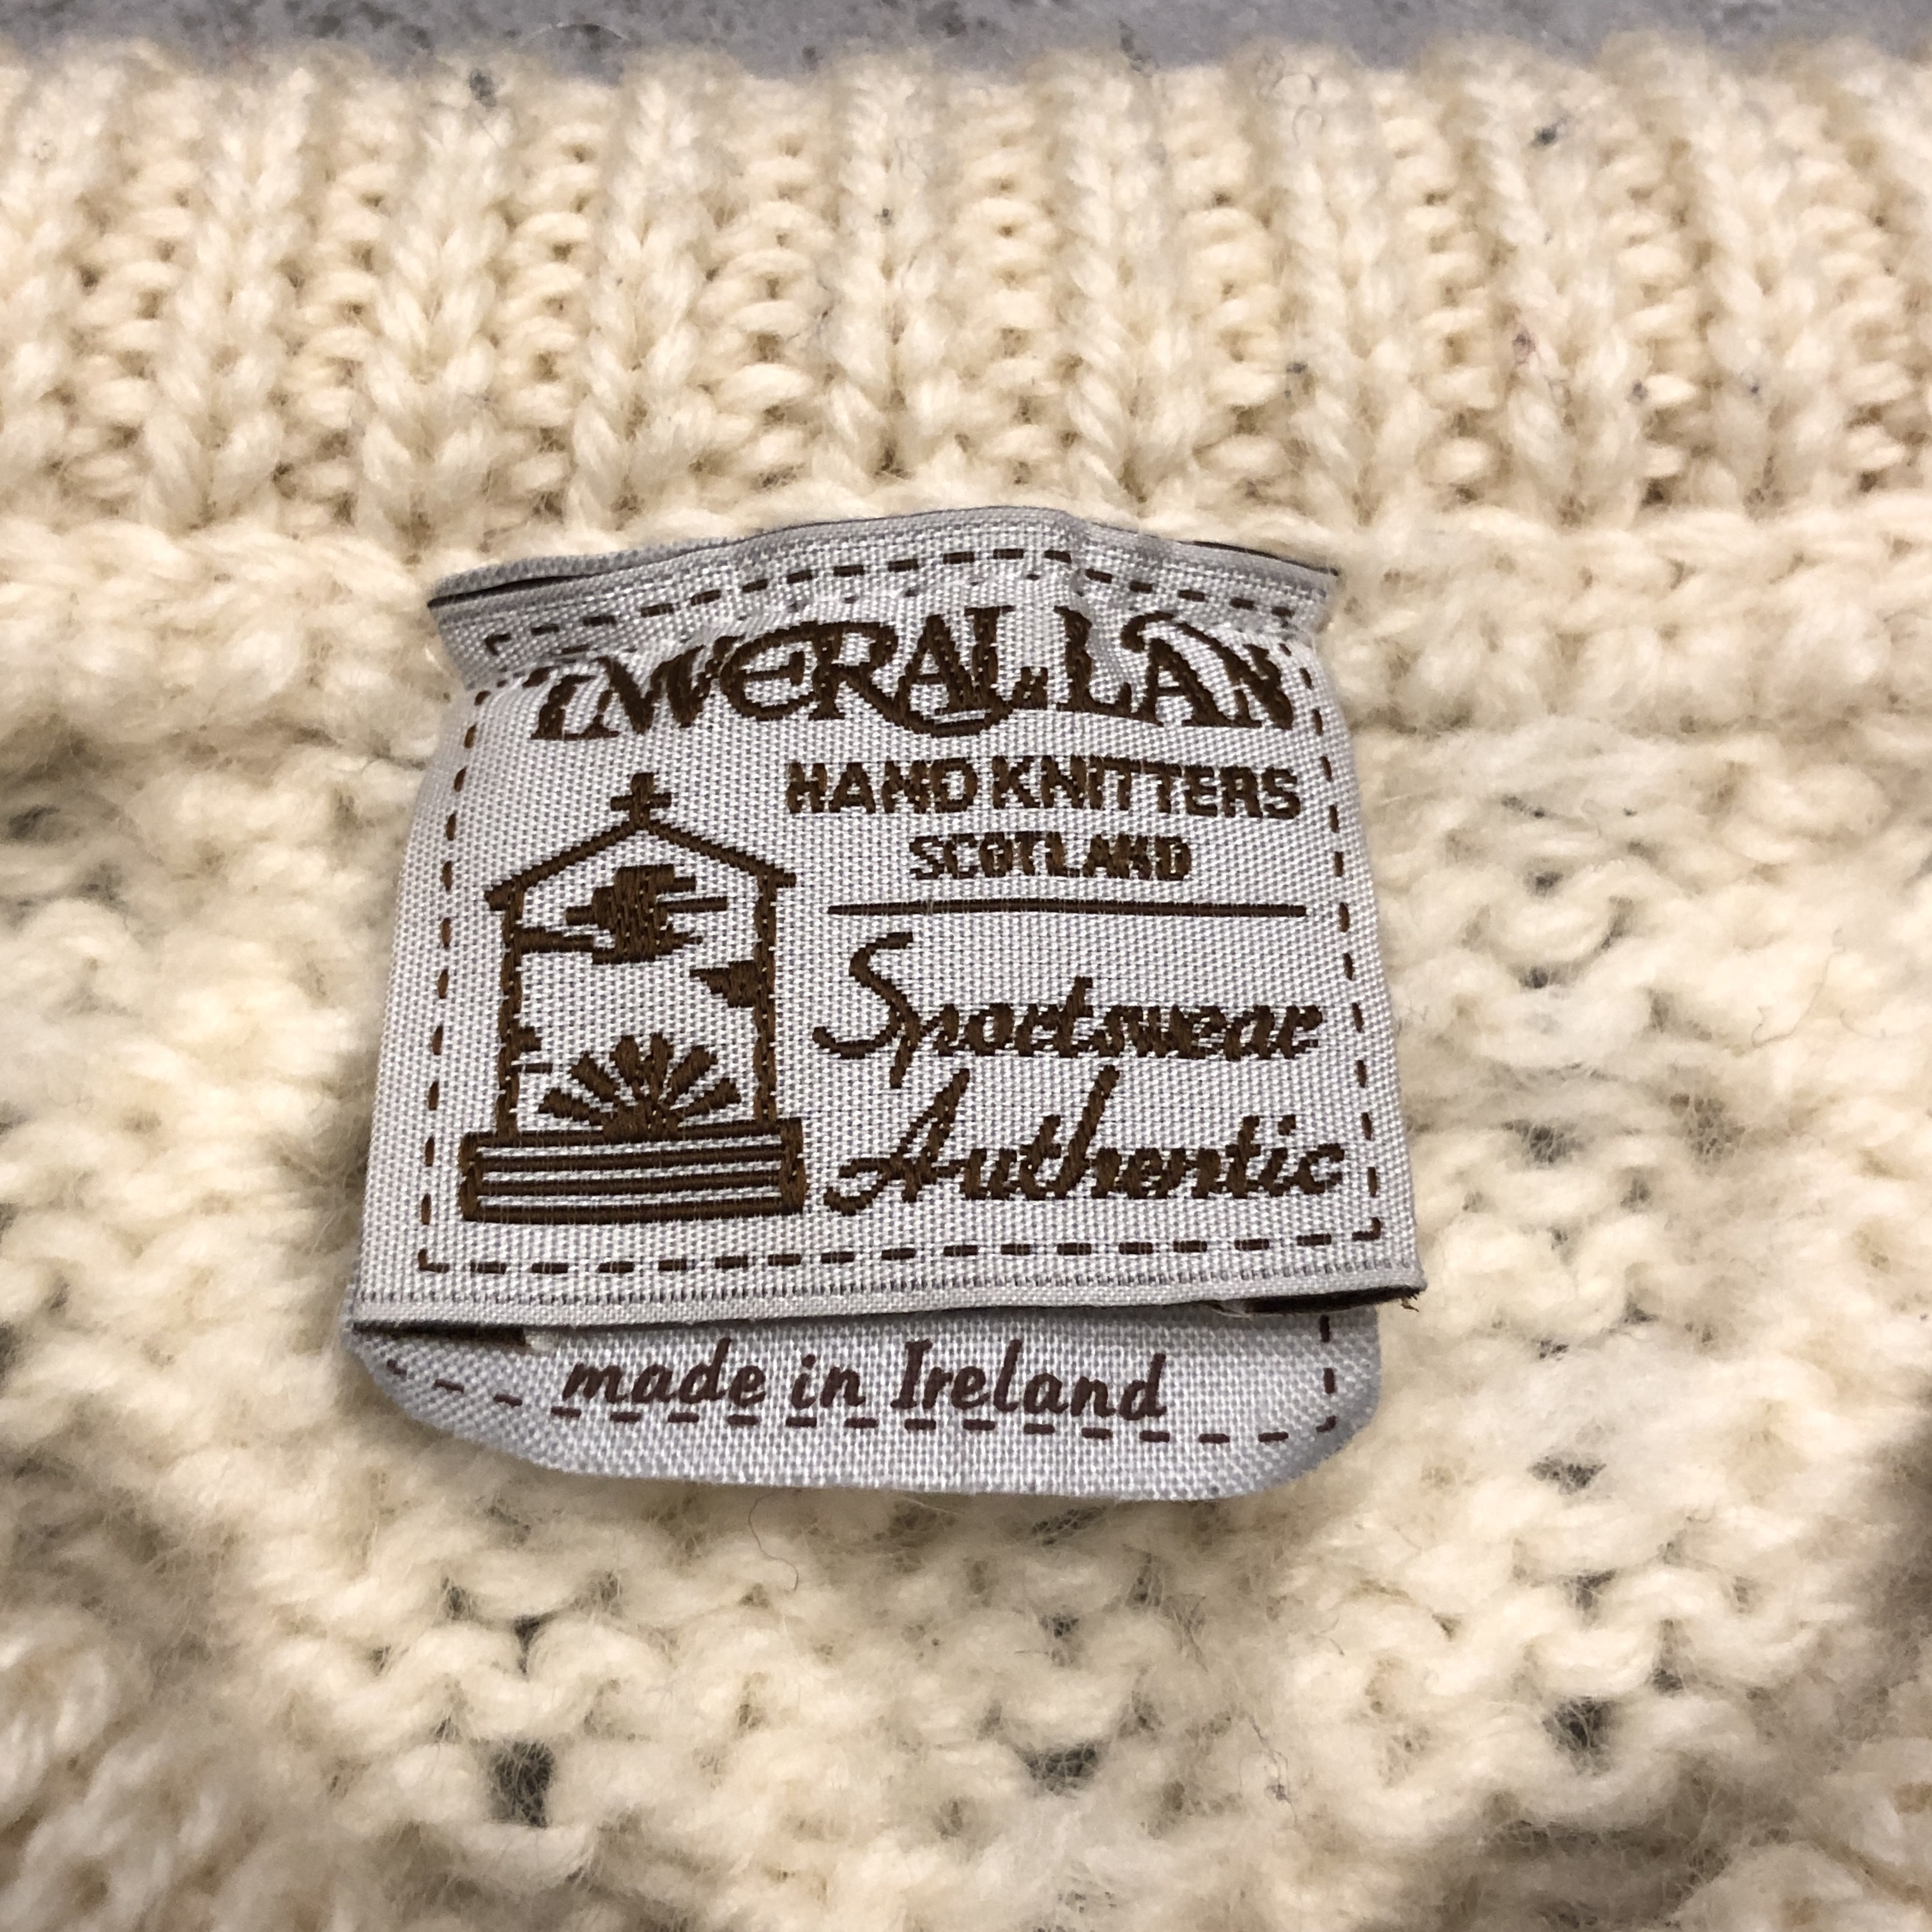 INVERALLAN
HAND KNITTERS
SCOTLAND
Sportswear
Authentic
made in Ireland